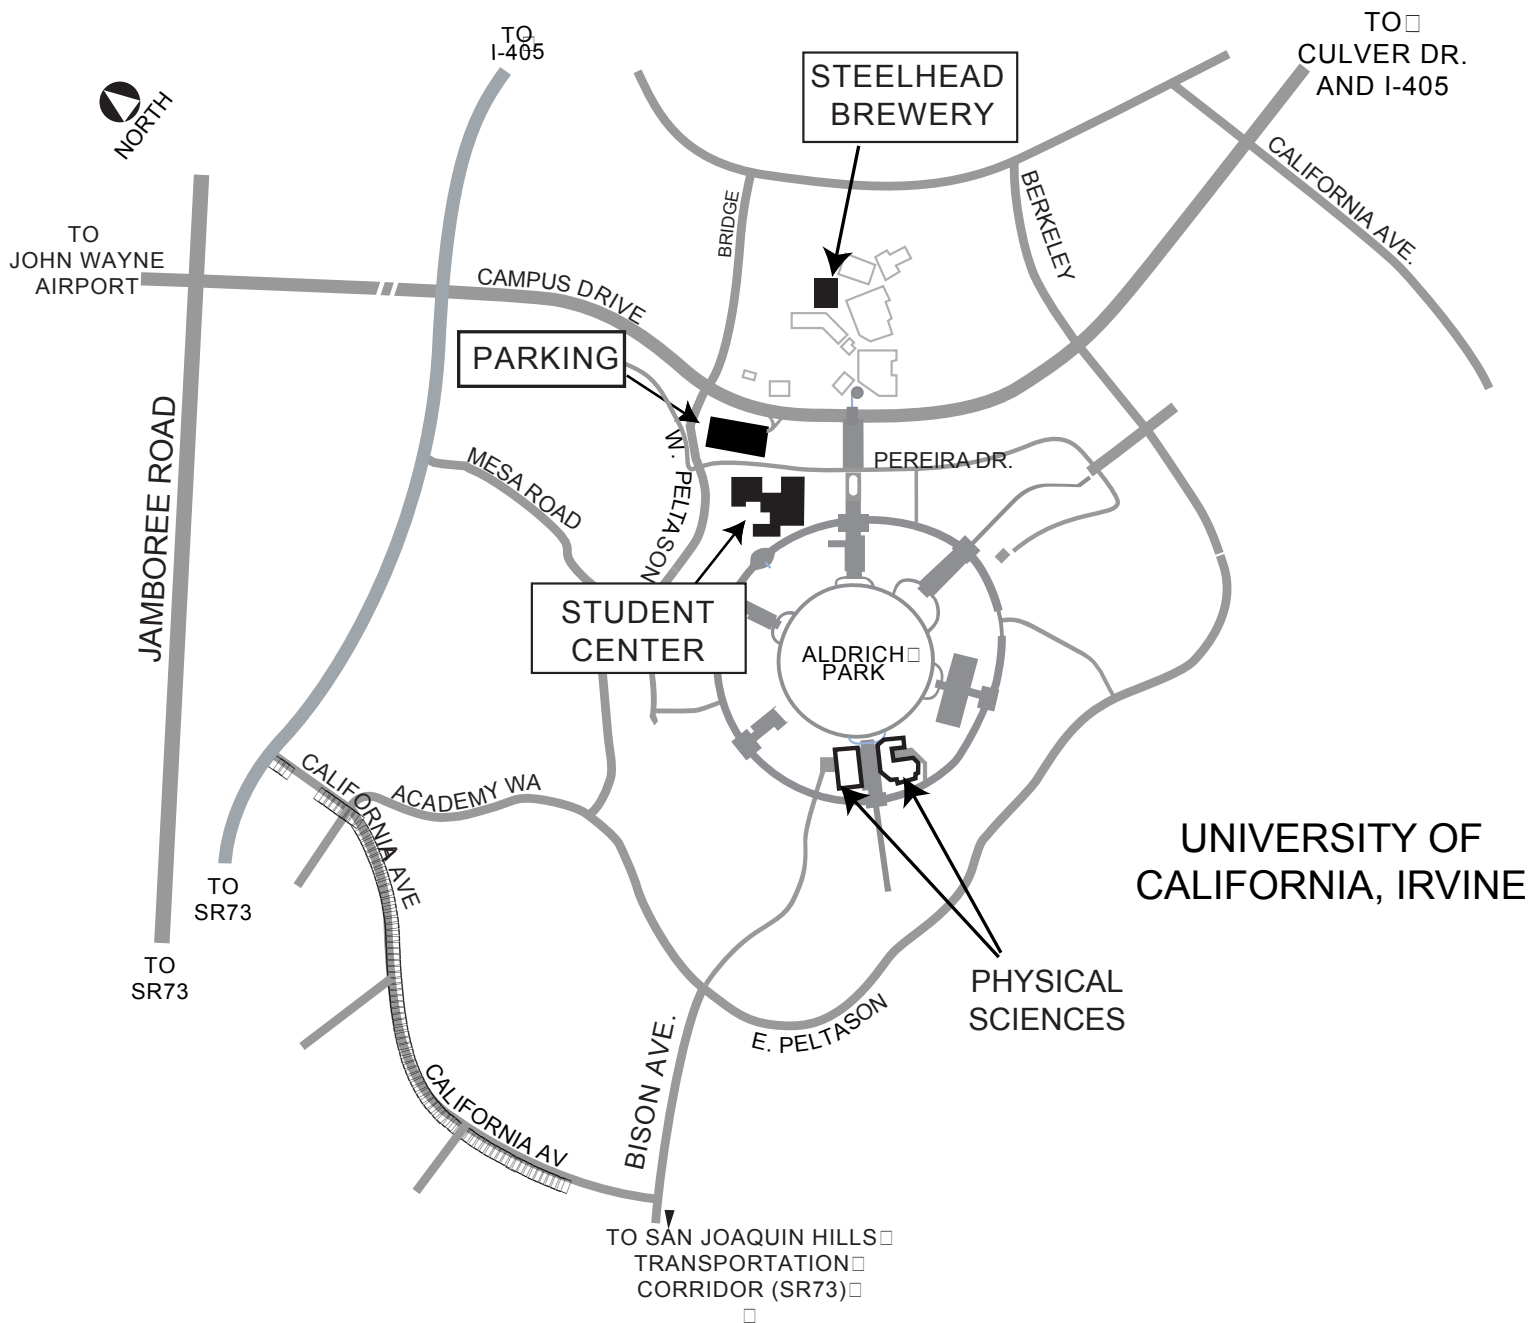 TO
I-405
TO
CULVER DR.
AND I-405
STEELHEAD
BREWERY
NORTH
CALIFORNIA AVE.
BERKELEY
BRIDGE
TO
JOHN WAYNE
AIRPORT
CAMPUS DRIVE
PARKING
JAMBOREE ROAD
MESA ROAD
W. PELTASON
PEREIRA DR.
STUDENT
CENTER
ALDRICH
PARK
CALIFORNIA AVE
ACADEMY WA
UNIVERSITY OF
CALIFORNIA, IRVINE
TO
SR73
TO
SR73
PHYSICAL
SCIENCES
E. PELTASON
BISON AVE.
CALIFORNIA AV
TO SAN JOAQUIN HILLS
TRANSPORTATION
CORRIDOR (SR73)